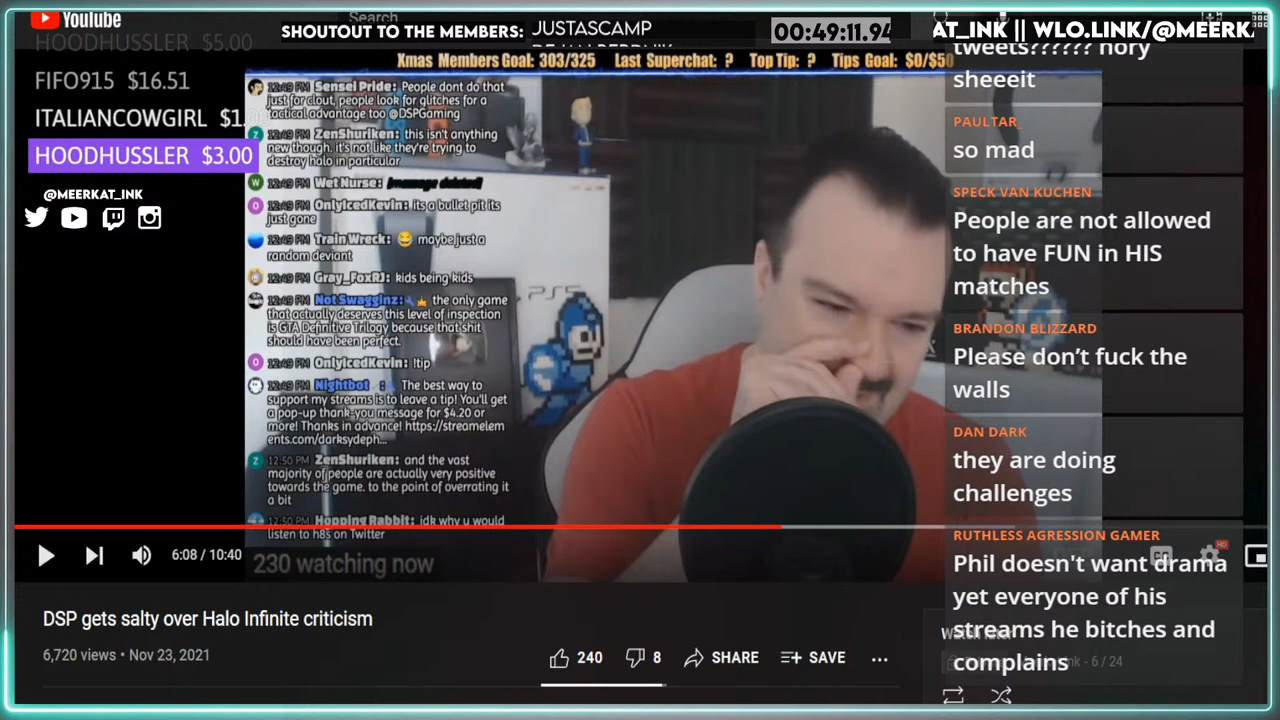 YouTube
Search
SHOUTOUT TO THE MEMBERS:
JUSTASCAMP
00:49:11.94
AT_INK || WLO.LINK/@MEERKA
HOODHUSSLER $5.00
FIFO915 $16.51
ITALIANCOWGIRL $1.0
HOODHUSSLER $3.00
@MEERKAT_INK
Xmas Members Goal: 303/325 Last Superchat: ? Top Tip: ? Tips Goal: $0/$50
12:49 PM Sensei Pride: People dont do that
just for clout, people look for glitches for a
tactical advantage too @DSPGaming
12:49 PM ZenShuriken: this isn't anything
new though. it's not like they're trying to
destroy halo in particular
12:49 PM Wet Nurse: [message deleted]
12:49 PM OnlyIcedKevin: its a bullet pit its
just gone
12:49 PM Train Wreck: 😂 maybe just a
random deviant
12:49 PM Gray_FoxRJ: kids being kids
12:49 PM Not Swagginz: the only game
that actually deserves this level of inspection
is GTA Definitive Trilogy because that shit
should have been perfect.
12:49 PM OnlyIcedKevin: !tip
12:49 PM Nightbot : The best way to
support my streams is to leave a tip! You'll get
a pop-up thank-you message for $4.20 or
more! Thanks in advance! https://streamelem
ents.com/darksydeph...
12:50 PM ZenShuriken: and the vast
majority of people are actually very positive
towards the game. to the point of overrating it
a bit
12:50 PM Hopping Rabbit: idk why u would
listen to h8s on Twitter
230 watching now
PS5
tweets?????? nory
sheeeit
PAULTAR
so mad
SPECK VAN KUCHEN
People are not allowed
to have FUN in HIS
matches
BRANDON BLIZZARD
Please don't fuck the
walls
DAN DARK
they are doing
challenges
RUTHLESS AGRESSION GAMER
Phil doesn't want drama
yet everyone of his
streams he bitches and
complains
6:08 / 10:40
CC
HD
DSP gets salty over Halo Infinite criticism
6,720 views • Nov 23, 2021
240
8
SHARE
SAVE
Watch later
- 6 / 24